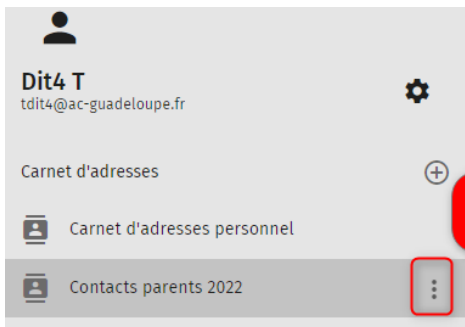 Dit4 T
tdit4@ac-guadeloupe.fr
Carnet d'adresses
Carnet d'adresses personnel
Contacts parents 2022